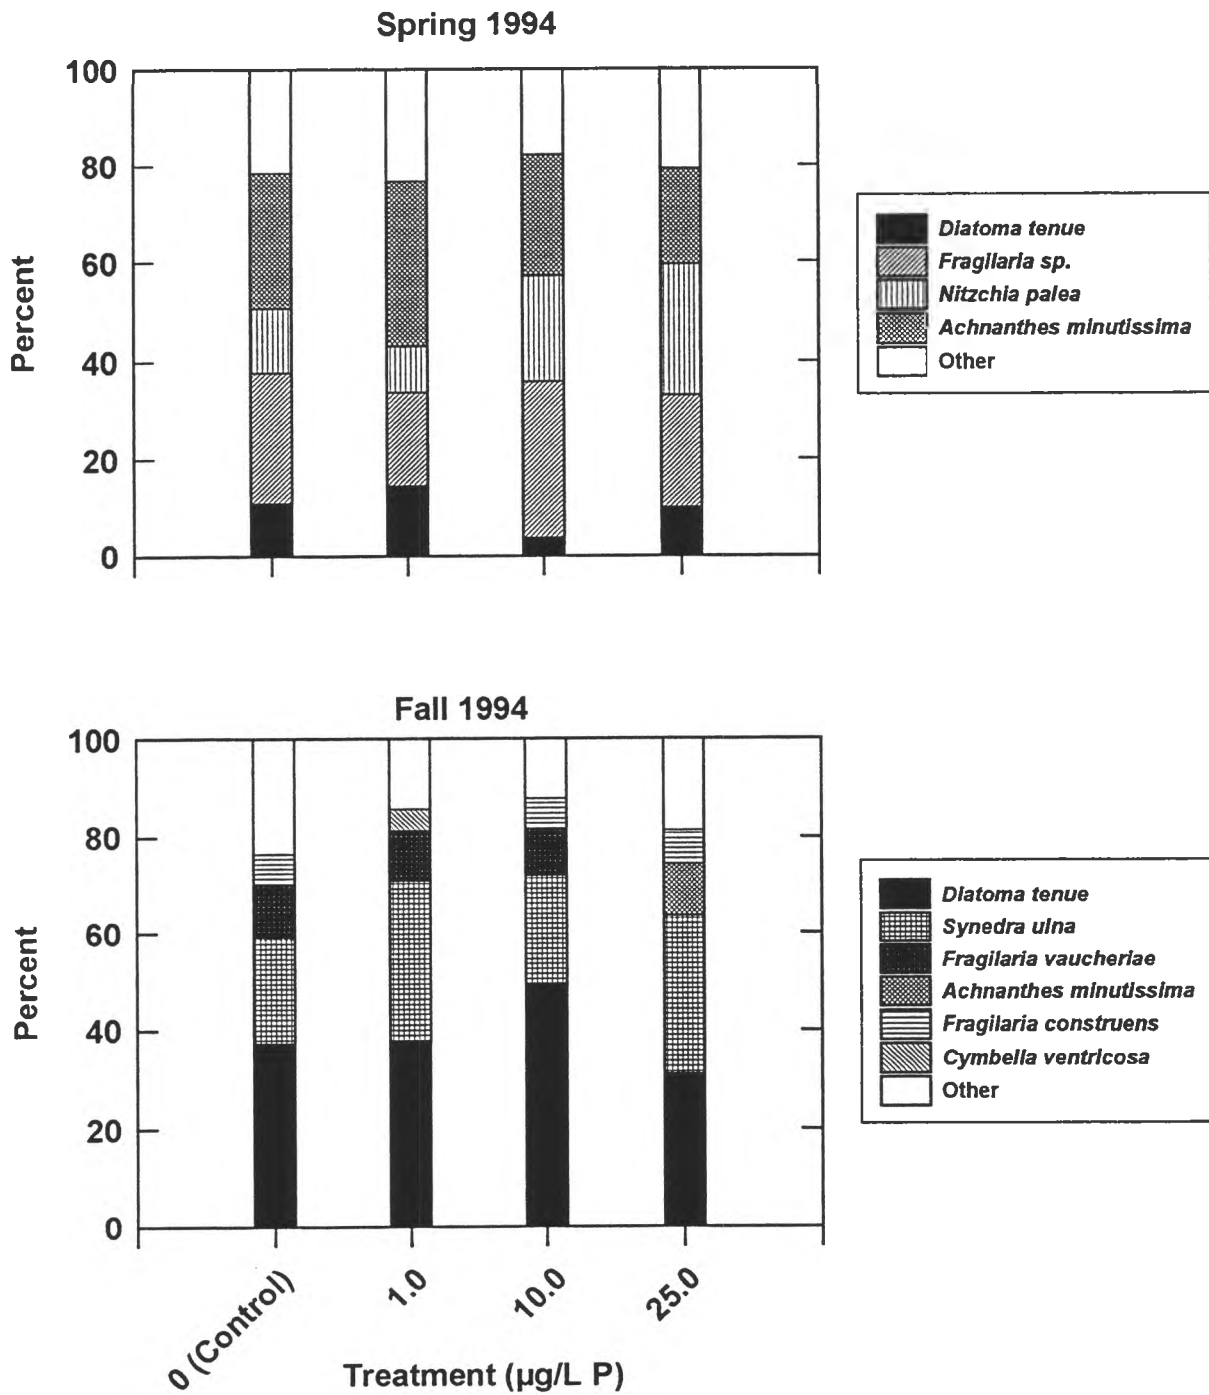 Spring 1994
100
80
60
40
20
0
Percent
Diatoma tenue
Fragilaria sp.
Nitzchia palea
Achnanthes minutissima
Other
Fall 1994
100
80
60
40
20
0
Percent
Diatoma tenue
Synedra ulna
Fragilaria vaucheriae
Achnanthes minutissima
Fragilaria construens
Cymbella ventricosa
Other
0 (Control)
1.0
10.0
25.0
Treatment (µg/L P)